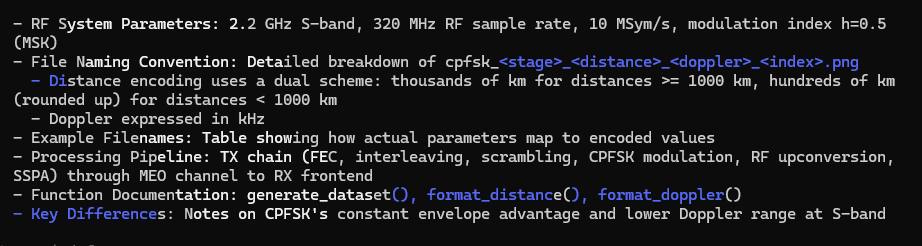 - RF System Parameters: 2.2 GHz S-band, 320 MHz RF sample rate, 10 MSym/s, modulation index h=0.5
(MSK)
- File Naming Convention: Detailed breakdown of cpfsk_<stage>_<distance>_<doppler>_<index>.png
- Distance encoding uses a dual scheme: thousands of km for distances >= 1000 km, hundreds of km
(rounded up) for distances < 1000 km
- Doppler expressed in kHz
- Example Filenames: Table showing how actual parameters map to encoded values
- Processing Pipeline: TX chain (FEC, interleaving, scrambling, CPFSK modulation, RF upconversion,
SSPA) through MEO channel to RX frontend
- Function Documentation: generate_dataset(), format_distance(), format_doppler()
- Key Differences: Notes on CPFSK's constant envelope advantage and lower Doppler range at S-band